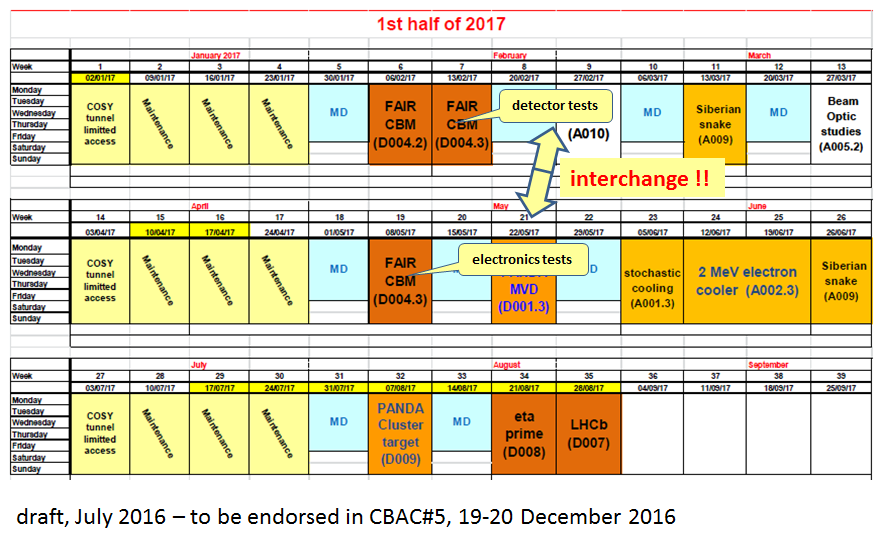 1st half of 2017
January 2017 February March
Week 1 2 3 4 5 6 7 8 9 10 11 12 13
02/01/17 09/01/17 16/01/17 23/01/17 30/01/17 06/02/17 13/02/17 20/02/17 27/02/17 06/03/17 13/03/17 20/03/17 27/03/17
Monday
Tuesday
Wednesday
Thursday
Friday
Saturday
Sunday
COSY
tunnel
limitted
access
Maintenance
Maintenance
Maintenance
MD
FAIR
CBM
(D004.2)
FAIR
CBM
(D004.3)
detector tests
(A010)
MD
Siberian
snake
(A009)
MD
Beam
Optic
studies
(A005.2)
interchange !!
April May June
Week 14 15 16 17 18 19 20 21 22 23 24 25 26
03/04/17 10/04/17 17/04/17 24/04/17 01/05/17 08/05/17 15/05/17 22/05/17 29/05/17 05/06/17 12/06/17 19/06/17 26/06/17
Monday
Tuesday
Wednesday
Thursday
Friday
Saturday
Sunday
COSY
tunnel
limitted
access
Maintenance
Maintenance
Maintenance
MD
FAIR
CBM
(D004.3)
electronics tests
MVD
(D001.3)
stochastic
cooling
(A001.3)
2 MeV electron
cooler (A002.3)
Siberian
snake
(A009)
July August September
Week 27 28 29 30 31 32 33 34 35 36 37 38 39
03/07/17 10/07/17 17/07/17 24/07/17 31/07/17 07/08/17 14/08/17 21/08/17 28/08/17 04/09/17 11/09/17 18/09/17 25/09/17
Monday
Tuesday
Wednesday
Thursday
Friday
Saturday
Sunday
COSY
tunnel
limitted
access
Maintenance
Maintenance
Maintenance
MD
PANDA
Cluster
target
(D009)
MD
eta
prime
(D008)
LHCb
(D007)
draft, July 2016 – to be endorsed in CBAC#5, 19-20 December 2016